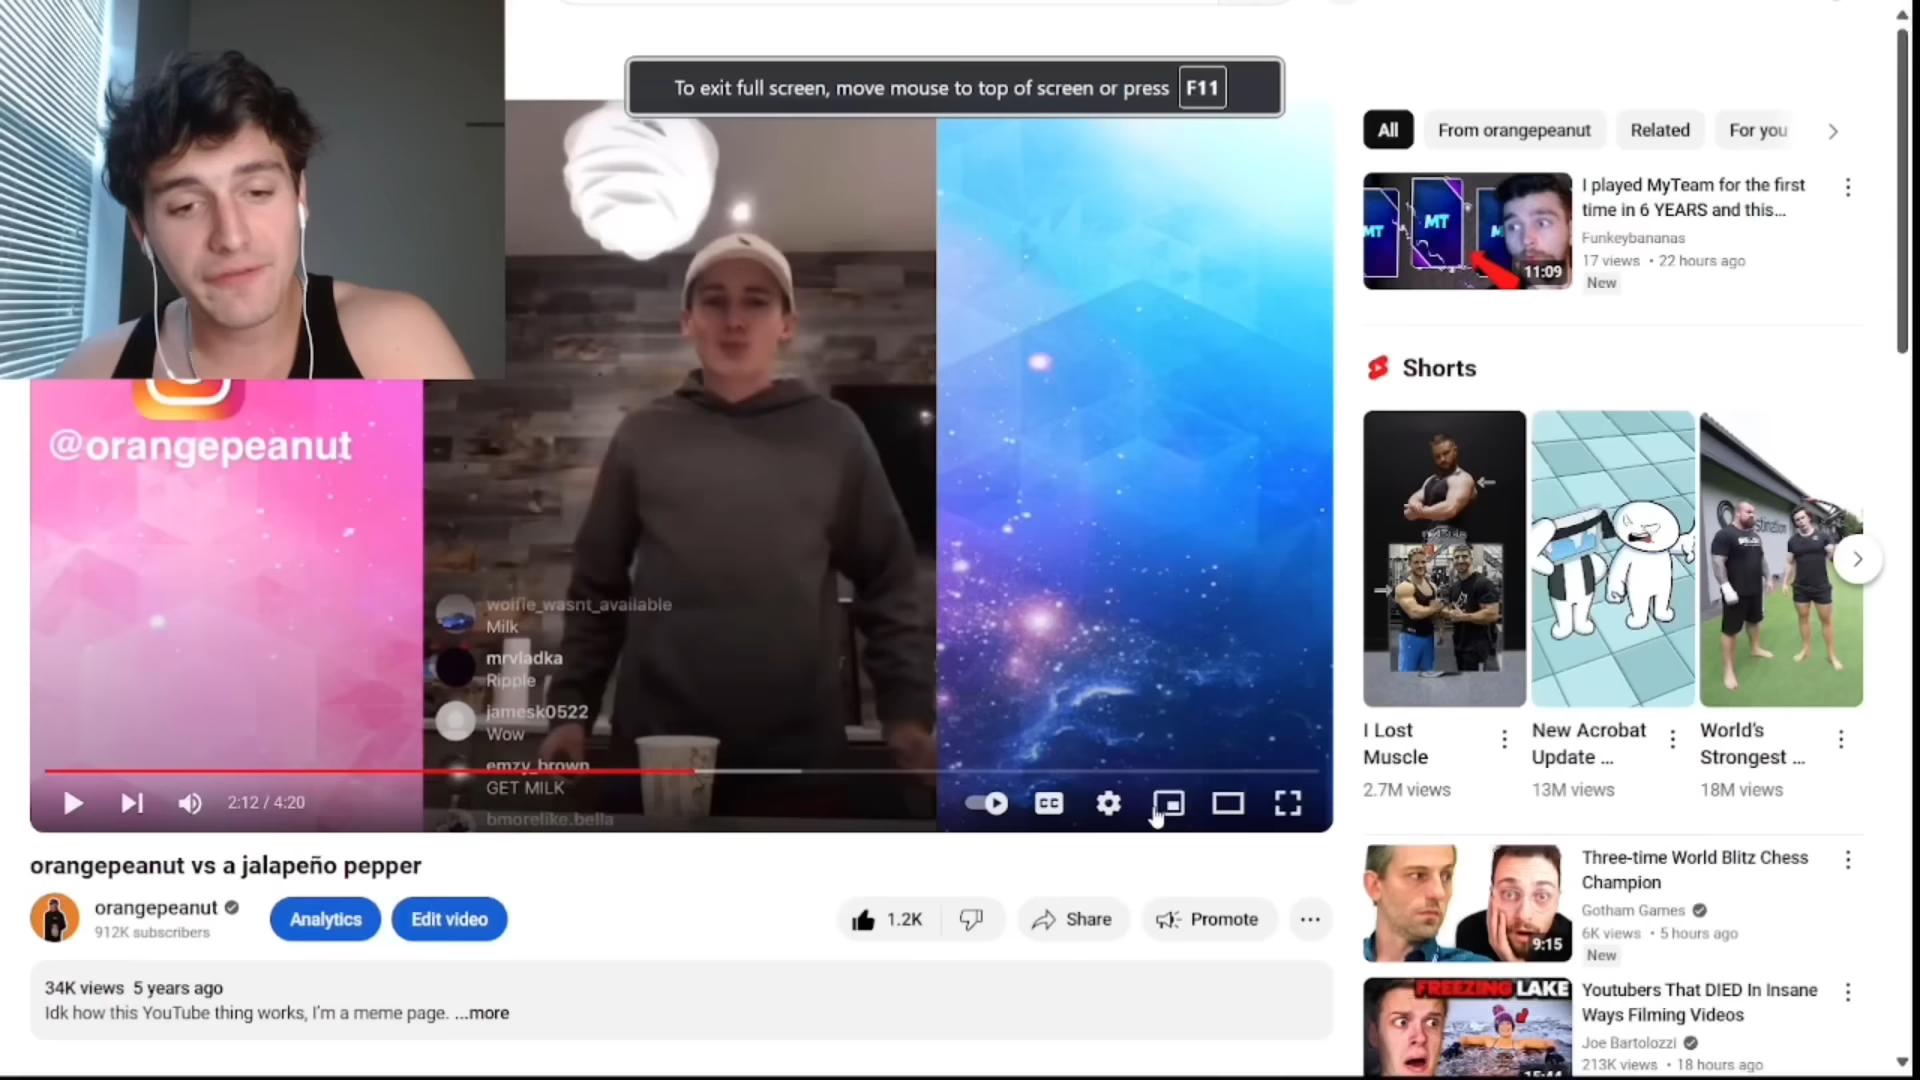 To exit full screen, move mouse to top of screen or press F11
@orangepeanut
wolfie_wasnt_available
Milk
mrvladka
Ripple
jamesk0522
Wow
emzy_brown
GET MILK
bmorelike.bella
2:12 / 4:20
CC
orangepeanut vs a jalapeño pepper
orangepeanut
912K subscribers
Analytics
Edit video
1.2K
Share
Promote
34K views 5 years ago
Idk how this YouTube thing works, I'm a meme page. ...more
All
From orangepeanut
Related
For you
MT
MT
11:09
I played MyTeam for the first
time in 6 YEARS and this...
Funkeybananas
17 views • 22 hours ago
New
Shorts
I Lost
Muscle
2.7M views
New Acrobat
Update ...
13M views
World's
Strongest ...
18M views
9:15
Three-time World Blitz Chess
Champion
Gotham Games
6K views • 5 hours ago
New
FREEZING LAKE
15:44
Youtubers That DIED In Insane
Ways Filming Videos
Joe Bartolozzi
213K views • 18 hours ago